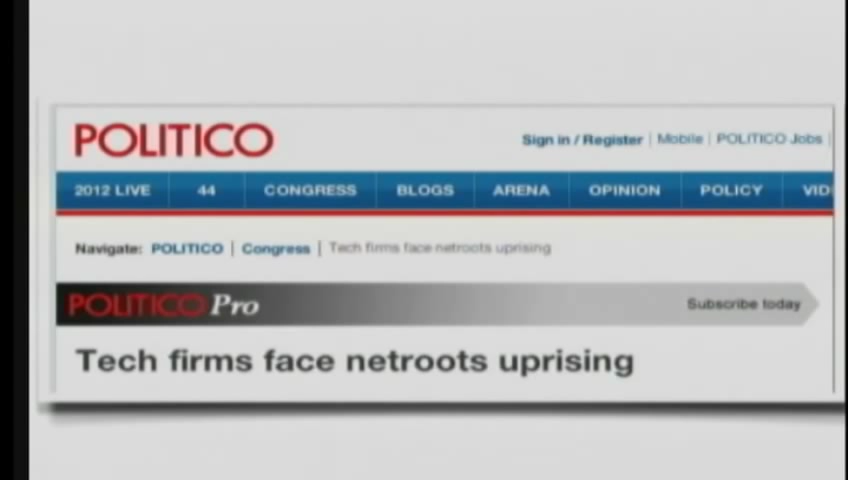 POLITICO
Sign in / Register | Mobile | POLITICO Jobs |
2012 LIVE 44 CONGRESS BLOGS ARENA OPINION POLICY VID
Navigate: POLITICO | Congress | Tech firms face netroots uprising
POLITICO Pro Subscribe today
Tech firms face netroots uprising